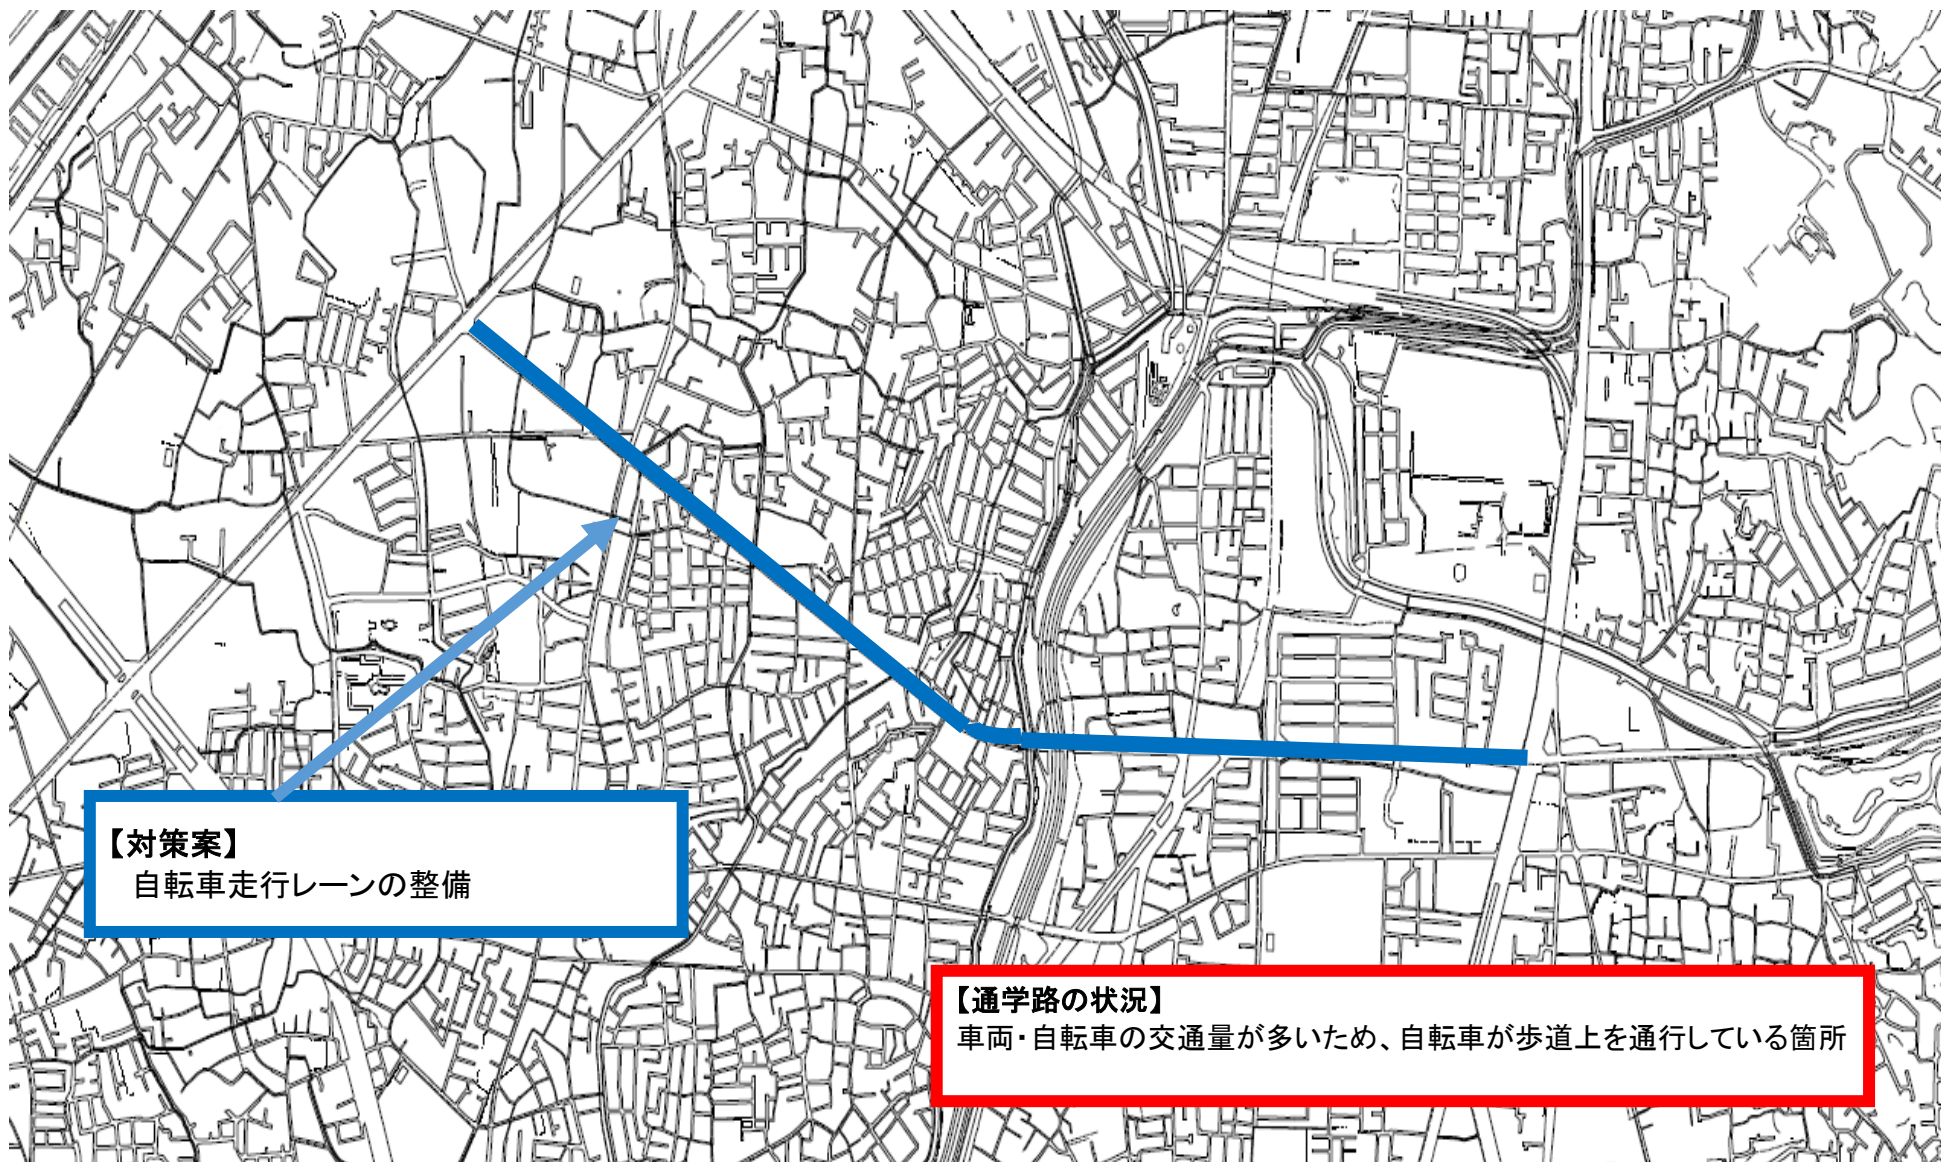 【対策案】
自転車走行レーンの整備
【通学路の状況】
車両・自転車の交通量が多いため、自転車が歩道上を通行している箇所